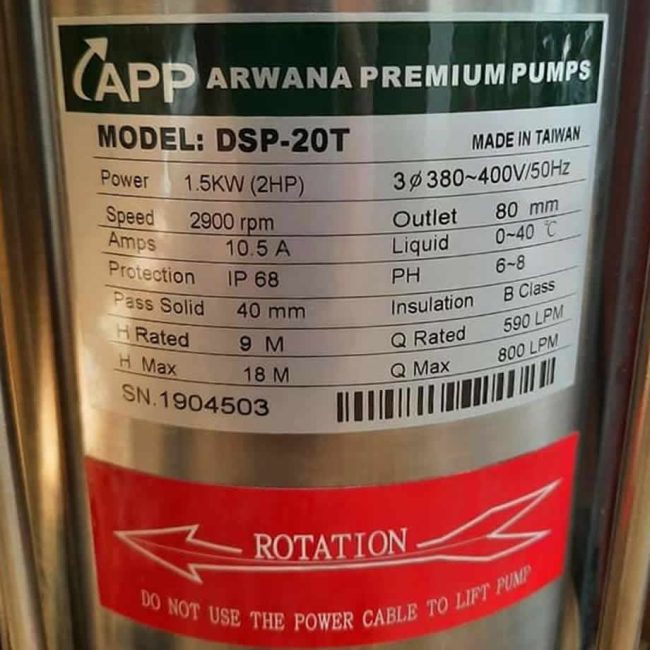 APP ARWANA PREMIUM PUMPS
MODEL: DSP-20T MADE IN TAIWAN
Power 1.5KW (2HP) 3ø380~400V/50Hz
Speed 2900 rpm Outlet 80 mm
Amps 10.5 A Liquid 0~40 ℃
Protection IP 68 PH 6~8
Pass Solid 40 mm Insulation B Class
H Rated 9 M Q Rated 590 LPM
H Max 18 M Q Max 800 LPM
SN.1904503
ROTATION
DO NOT USE THE POWER CABLE TO LIFT PUMP